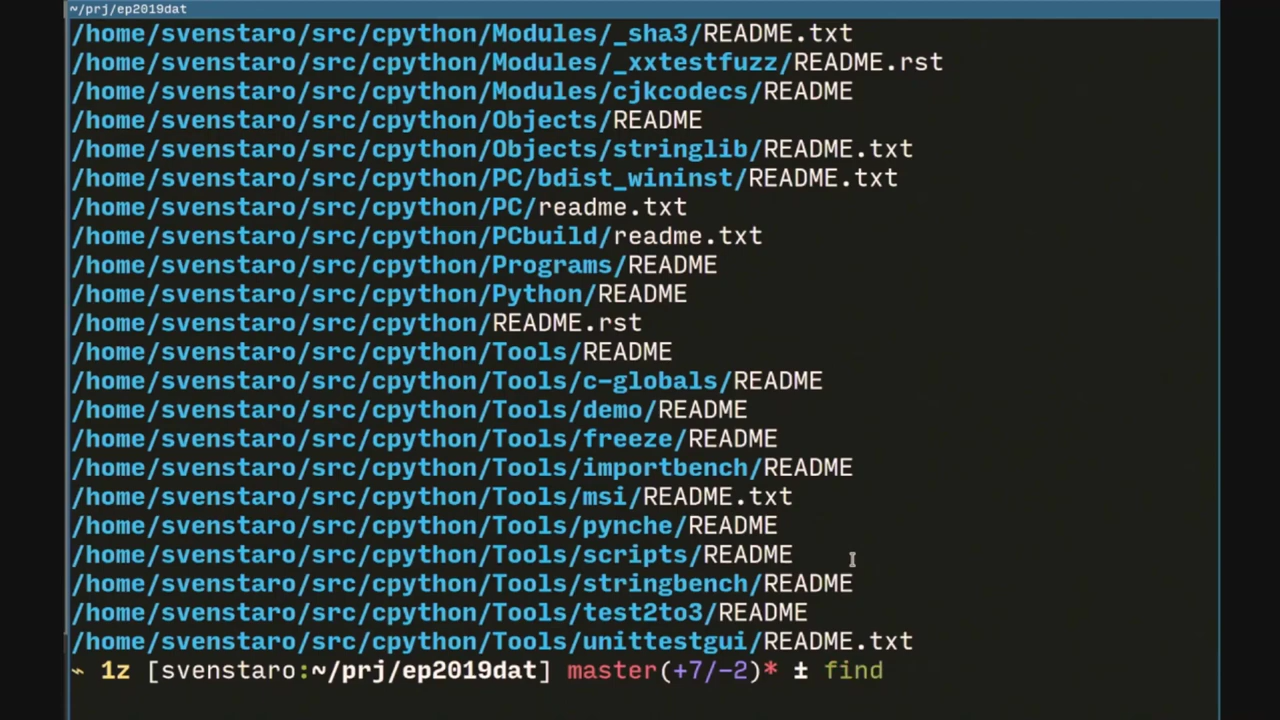 ~/prj/ep2019dat
/home/svenstaro/src/cpython/Modules/_sha3/README.txt
/home/svenstaro/src/cpython/Modules/_xxtestfuzz/README.rst
/home/svenstaro/src/cpython/Modules/cjkcodecs/README
/home/svenstaro/src/cpython/Objects/README
/home/svenstaro/src/cpython/Objects/stringlib/README.txt
/home/svenstaro/src/cpython/PC/bdist_wininst/README.txt
/home/svenstaro/src/cpython/PC/readme.txt
/home/svenstaro/src/cpython/PCbuild/readme.txt
/home/svenstaro/src/cpython/Programs/README
/home/svenstaro/src/cpython/Python/README
/home/svenstaro/src/cpython/README.rst
/home/svenstaro/src/cpython/Tools/README
/home/svenstaro/src/cpython/Tools/c-globals/README
/home/svenstaro/src/cpython/Tools/demo/README
/home/svenstaro/src/cpython/Tools/freeze/README
/home/svenstaro/src/cpython/Tools/importbench/README
/home/svenstaro/src/cpython/Tools/msi/README.txt
/home/svenstaro/src/cpython/Tools/pynche/README
/home/svenstaro/src/cpython/Tools/scripts/README
/home/svenstaro/src/cpython/Tools/stringbench/README
/home/svenstaro/src/cpython/Tools/test2to3/README
/home/svenstaro/src/cpython/Tools/unittestgui/README.txt
~ 1z [svenstaro:~/prj/ep2019dat] master(+7/-2)* ± find